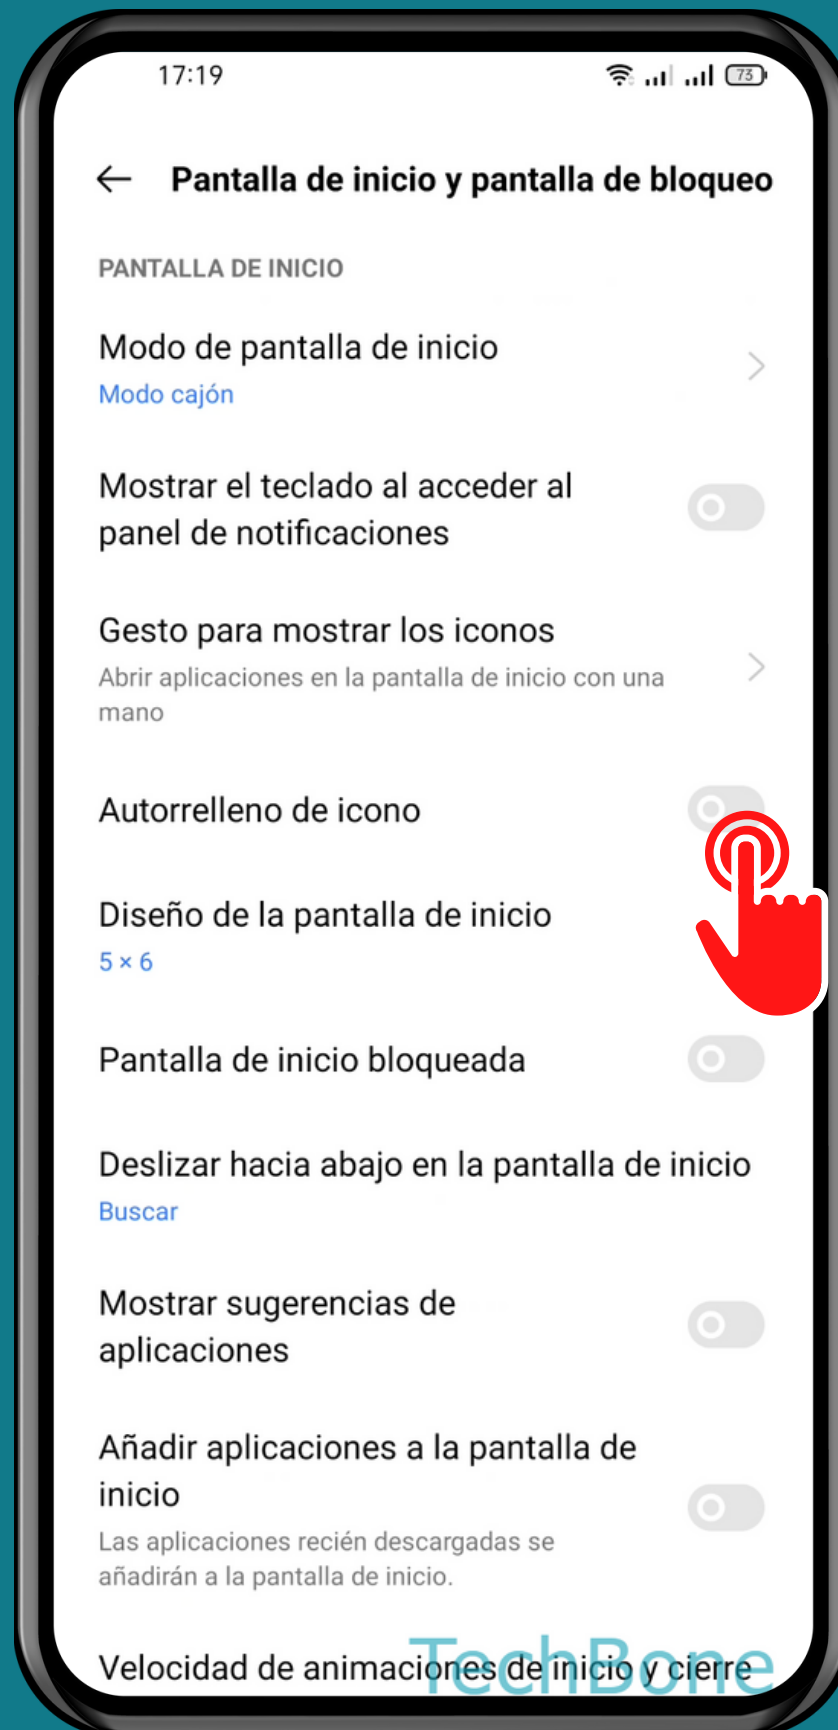 17:19
73
Pantalla de inicio y pantalla de bloqueo
PANTALLA DE INICIO
Modo de pantalla de inicio
Modo cajón
Mostrar el teclado al acceder al
panel de notificaciones
Gesto para mostrar los iconos
Abrir aplicaciones en la pantalla de inicio con una
mano
Autorrelleno de icono
Diseño de la pantalla de inicio
5 × 6
Pantalla de inicio bloqueada
Deslizar hacia abajo en la pantalla de inicio
Buscar
Mostrar sugerencias de
aplicaciones
Añadir aplicaciones a la pantalla de
inicio
Las aplicaciones recién descargadas se
añadirán a la pantalla de inicio.
TechBone
Velocidad de animaciones de inicio y cierre